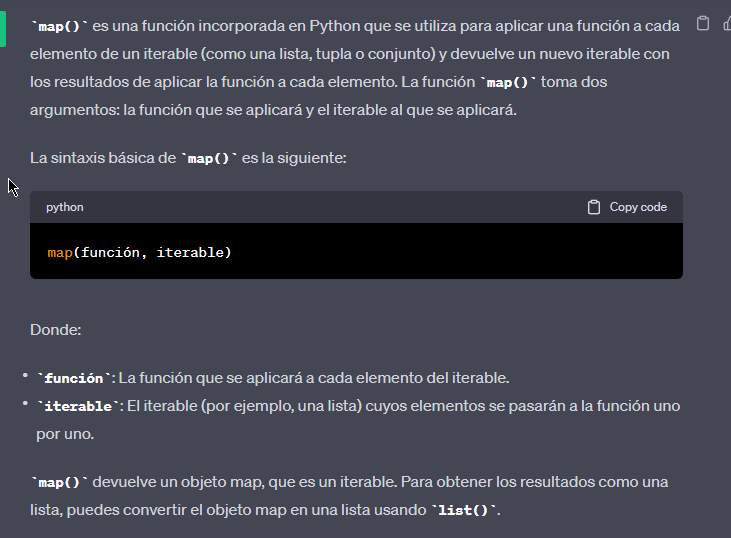 `map()` es una función incorporada en Python que se utiliza para aplicar una función a cada
elemento de un iterable (como una lista, tupla o conjunto) y devuelve un nuevo iterable con
los resultados de aplicar la función a cada elemento. La función `map()` toma dos
argumentos: la función que se aplicará y el iterable al que se aplicará.
La sintaxis básica de `map()` es la siguiente:
python Copy code
map(función, iterable)
Donde:
• `función`: La función que se aplicará a cada elemento del iterable.
• `iterable`: El iterable (por ejemplo, una lista) cuyos elementos se pasarán a la función uno
por uno.
`map()` devuelve un objeto map, que es un iterable. Para obtener los resultados como una
lista, puedes convertir el objeto map en una lista usando `list()`.